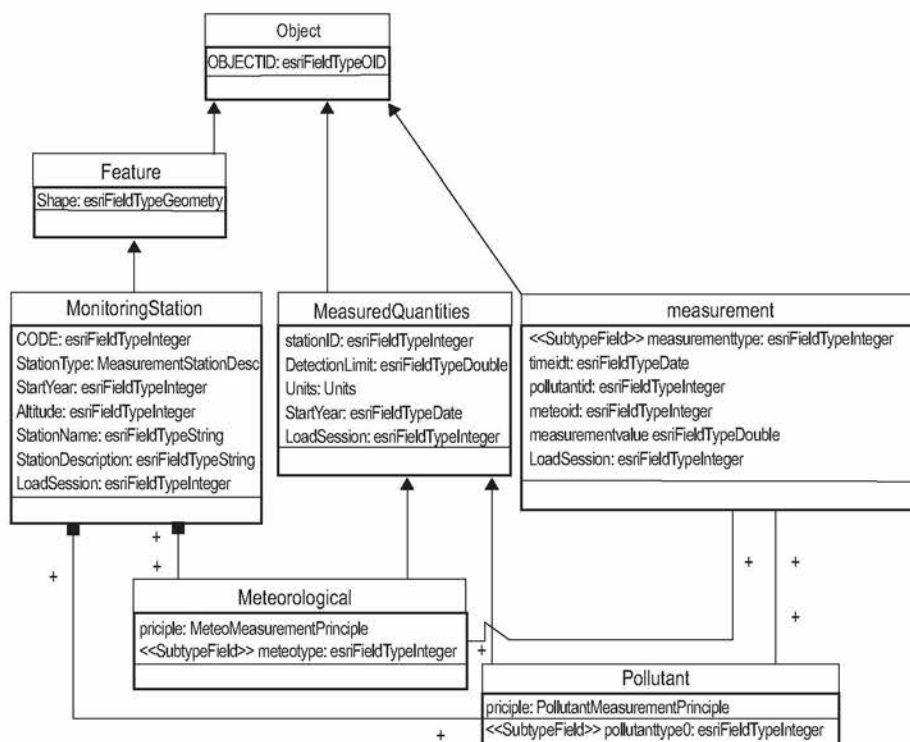 Object
OBJECTID: esriFieldTypeOID
Feature
Shape: esriFieldTypeGeometry
MonitoringStation
CODE: esriFieldTypeInteger
StationType: MeasurementStationDesc
StartYear: esriFieldTypeInteger
Altitude: esriFieldTypeInteger
StationName: esriFieldTypeString
StationDescription: esriFieldTypeString
LoadSession: esriFieldTypeInteger
MeasuredQuantities
stationID: esriFieldTypeInteger
DetectionLimit: esriFieldTypeDouble
Units: Units
StartYear: esriFieldTypeDate
LoadSession: esriFieldTypeInteger
measurement
<<SubtypeField>> measurementtype: esriFieldTypeInteger
timeidt: esriFieldTypeDate
pollutantid: esriFieldTypeInteger
meteoid: esriFieldTypeInteger
measurementvalue esriFieldTypeDouble
LoadSession: esriFieldTypeInteger
+
+
+
+
+
Meteorological
priciple: MeteoMeasurementPrinciple
<<SubtypeField>> meteotype: esriFieldTypeInteger
+
+
Pollutant
priciple: PollutantMeasurementPrinciple
<<SubtypeField>> pollutanttype0: esriFieldTypeInteger
+